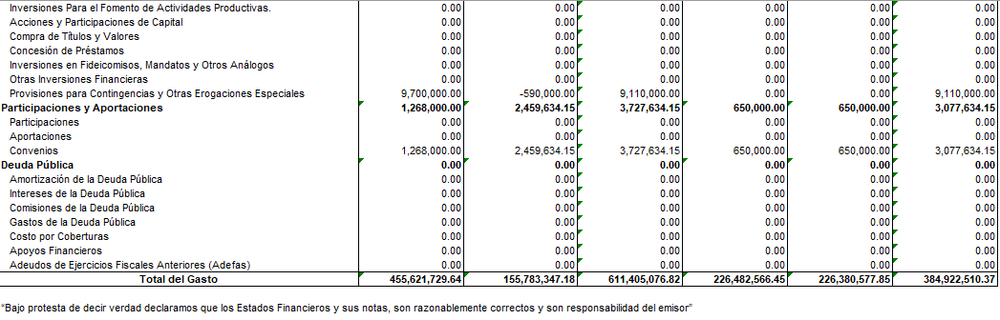 Inversiones Para el Fomento de Actividades Productivas. 0.00 0.00 0.00 0.00 0.00 0.00
Acciones y Participaciones de Capital 0.00 0.00 0.00 0.00 0.00 0.00
Compra de Títulos y Valores 0.00 0.00 0.00 0.00 0.00 0.00
Concesión de Préstamos 0.00 0.00 0.00 0.00 0.00 0.00
Inversiones en Fideicomisos, Mandatos y Otros Análogos 0.00 0.00 0.00 0.00 0.00 0.00
Otras Inversiones Financieras 0.00 0.00 0.00 0.00 0.00 0.00
Provisiones para Contingencias y Otras Erogaciones Especiales 9,700,000.00 -590,000.00 9,110,000.00 0.00 0.00 9,110,000.00
Participaciones y Aportaciones 1,268,000.00 2,459,634.15 3,727,634.15 650,000.00 650,000.00 3,077,634.15
Participaciones 0.00 0.00 0.00 0.00 0.00 0.00
Aportaciones 0.00 0.00 0.00 0.00 0.00 0.00
Convenios 1,268,000.00 2,459,634.15 3,727,634.15 650,000.00 650,000.00 3,077,634.15
Deuda Pública 0.00 0.00 0.00 0.00 0.00 0.00
Amortización de la Deuda Pública 0.00 0.00 0.00 0.00 0.00 0.00
Intereses de la Deuda Pública 0.00 0.00 0.00 0.00 0.00 0.00
Comisiones de la Deuda Pública 0.00 0.00 0.00 0.00 0.00 0.00
Gastos de la Deuda Pública 0.00 0.00 0.00 0.00 0.00 0.00
Costo por Coberturas 0.00 0.00 0.00 0.00 0.00 0.00
Apoyos Financieros 0.00 0.00 0.00 0.00 0.00 0.00
Adeudos de Ejercicios Fiscales Anteriores (Adefas) 0.00 0.00 0.00 0.00 0.00 0.00
Total del Gasto 455,621,729.64 155,783,347.18 611,405,076.82 226,482,566.45 226,380,577.85 384,922,510.37
“Bajo protesta de decir verdad declaramos que los Estados Financieros y sus notas, son razonablemente correctos y son responsabilidad del emisor”